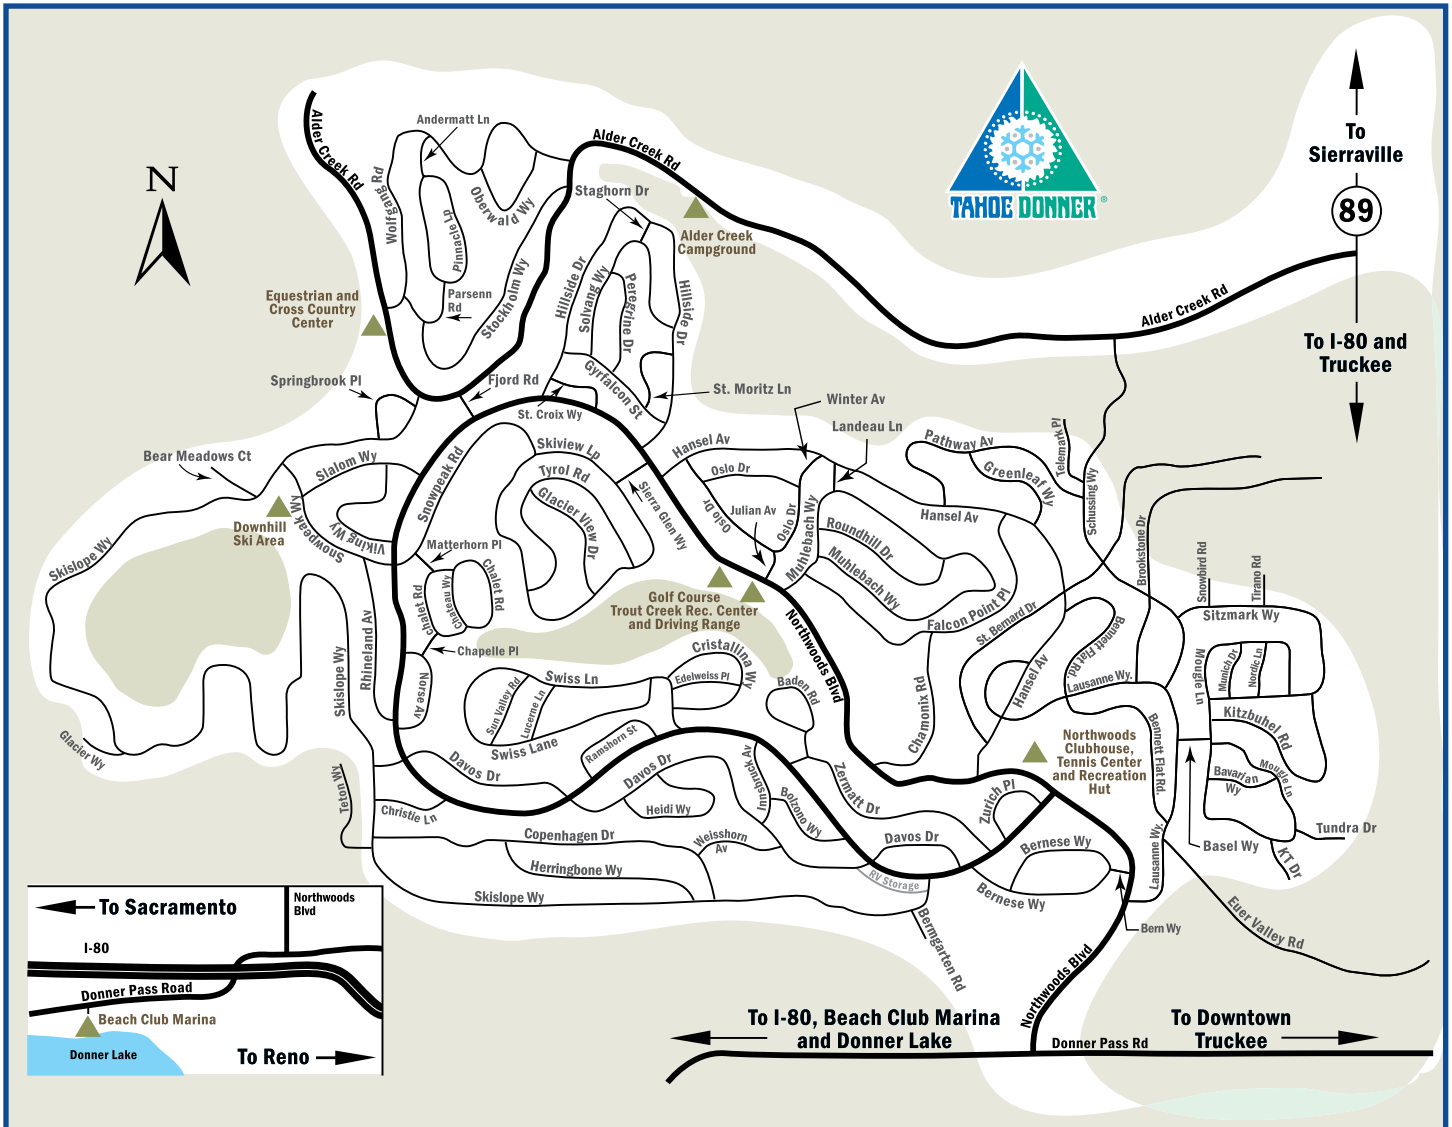 N
Alder Creek Rd
Andermatt Ln
Wolfgang Rd
Pinnacle Lp
Oberwald Wy
Parsenn
Rd
Stockholm Wy
Equestrian and
Cross Country
Center
Alder Creek Rd
Staghorn Dr
Alder Creek
Campground
Hillside Dr
Solvang Wy
Peregrine Dr
Hillside Dr
Gyrfalcon St
St. Moritz Ln
TAHOE DONNER®
To
Sierraville
89
To I-80 and
Truckee
Alder Creek Rd
Springbrook Pl
Fjord Rd
St. Croix Wy
Winter Av
Landeau Ln
Bear Meadows Ct
Slalom Wy
Snowpeak Rd
Skiview Lp
Tyrol Rd
Glacier View Dr
Sierra Glen Wy
Hansel Av
Oslo Dr
Oslo Dr
Oslo Dr
Julian Av
Muhlebach Wy
Roundhill Dr
Muhlebach Wy
Pathway Av
Greenleaf Wy
Hansel Av
Telemark Pl
Schussing Wy
Brookstone Dr
Downhill
Ski Area
Snowpeak Wy
Viking Wy
Skislope Wy
Glacier Wy
Matterhorn Pl
Chalet Rd
Chateau Wy
Chalet Rd
Chapelle Pl
Rhineland Av
Skislope Wy
Norse Av
Golf Course
Trout Creek Rec. Center
and Driving Range
Northwoods Blvd
Falcon Point Pl
St. Bernard Dr
Hansel Av
Chamonix Rd
Bennett Flat Rd.
Lausanne Wy.
Snowbird Rd
Tirano Rd
Sitzmark Wy
Mougle Ln
Munich Dr
Nordic Ln
Kitzbuhel Rd
Bavarian
Wy
Mougle Ln
Tundra Dr
KT Dr
Basel Wy
Swiss Ln
Sun Valley Rd
Lucerne Ln
Swiss Lane
Cristallina Wy
Edelweiss Pl
Baden Rd
Ramshorn St
Davos Dr
Davos Dr
Heidi Wy
Innsbruck Av
Bolzono Wy
Zermatt Dr
Zurich Pl
Davos Dr
RV Storage
Northwoods
Clubhouse,
Tennis Center
and Recreation
Hut
Bennett Flat Rd.
Lausanne Wy.
Teton Wy
Christie Ln
Copenhagen Dr
Herringbone Wy
Weisshorn
Av
Skislope Wy
Bernese Wy
Bernese Wy
Bern Wy
Bermgarten Rd
Euer Valley Rd
Northwoods Blvd
To I-80, Beach Club Marina
and Donner Lake
Donner Pass Rd
To Downtown
Truckee
To Sacramento
Northwoods
Blvd
I-80
Donner Pass Road
Beach Club Marina
Donner Lake
To Reno